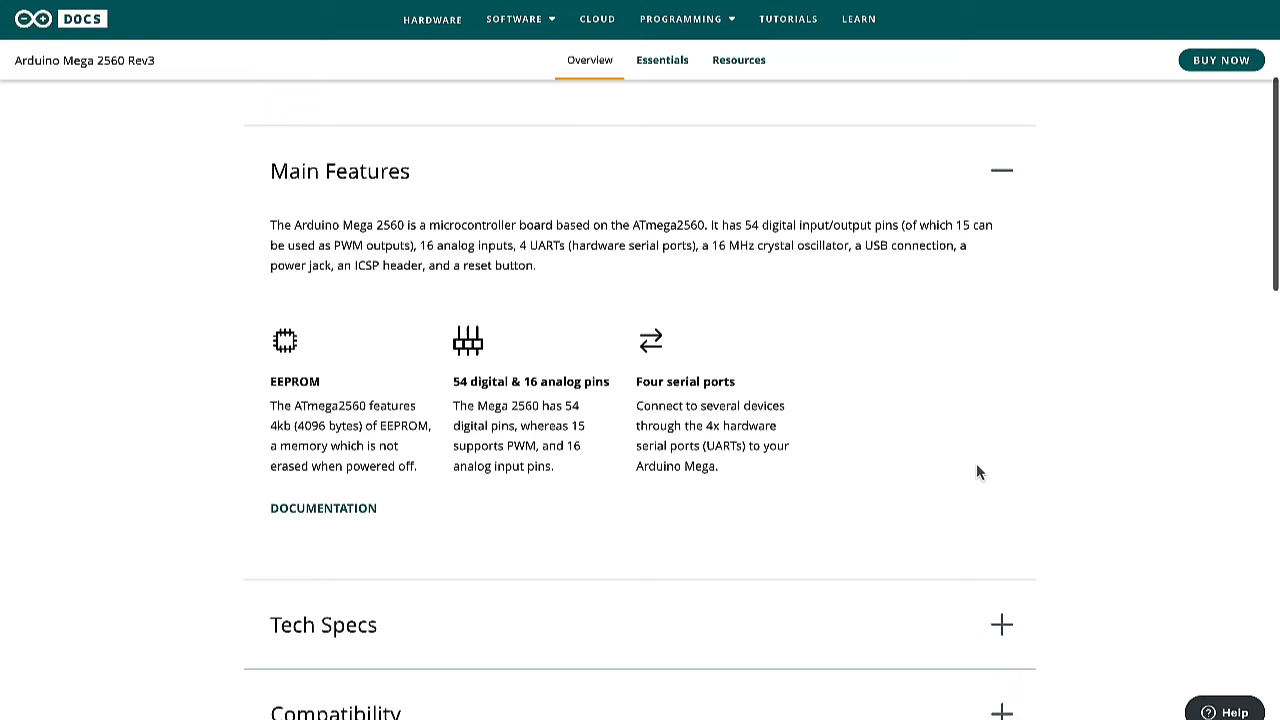 DOCS
HARDWARE SOFTWARE CLOUD PROGRAMMING TUTORIALS LEARN
Arduino Mega 2560 Rev3 Overview Essentials Resources BUY NOW
Main Features
The Arduino Mega 2560 is a microcontroller board based on the ATmega2560. It has 54 digital input/output pins (of which 15 can
be used as PWM outputs), 16 analog inputs, 4 UARTs (hardware serial ports), a 16 MHz crystal oscillator, a USB connection, a
power jack, an ICSP header, and a reset button.
EEPROM
The ATmega2560 features
4kb (4096 bytes) of EEPROM,
a memory which is not
erased when powered off.
54 digital & 16 analog pins
The Mega 2560 has 54
digital pins, whereas 15
supports PWM, and 16
analog input pins.
Four serial ports
Connect to several devices
through the 4x hardware
serial ports (UARTs) to your
Arduino Mega.
DOCUMENTATION
Tech Specs
Compatibility
Help